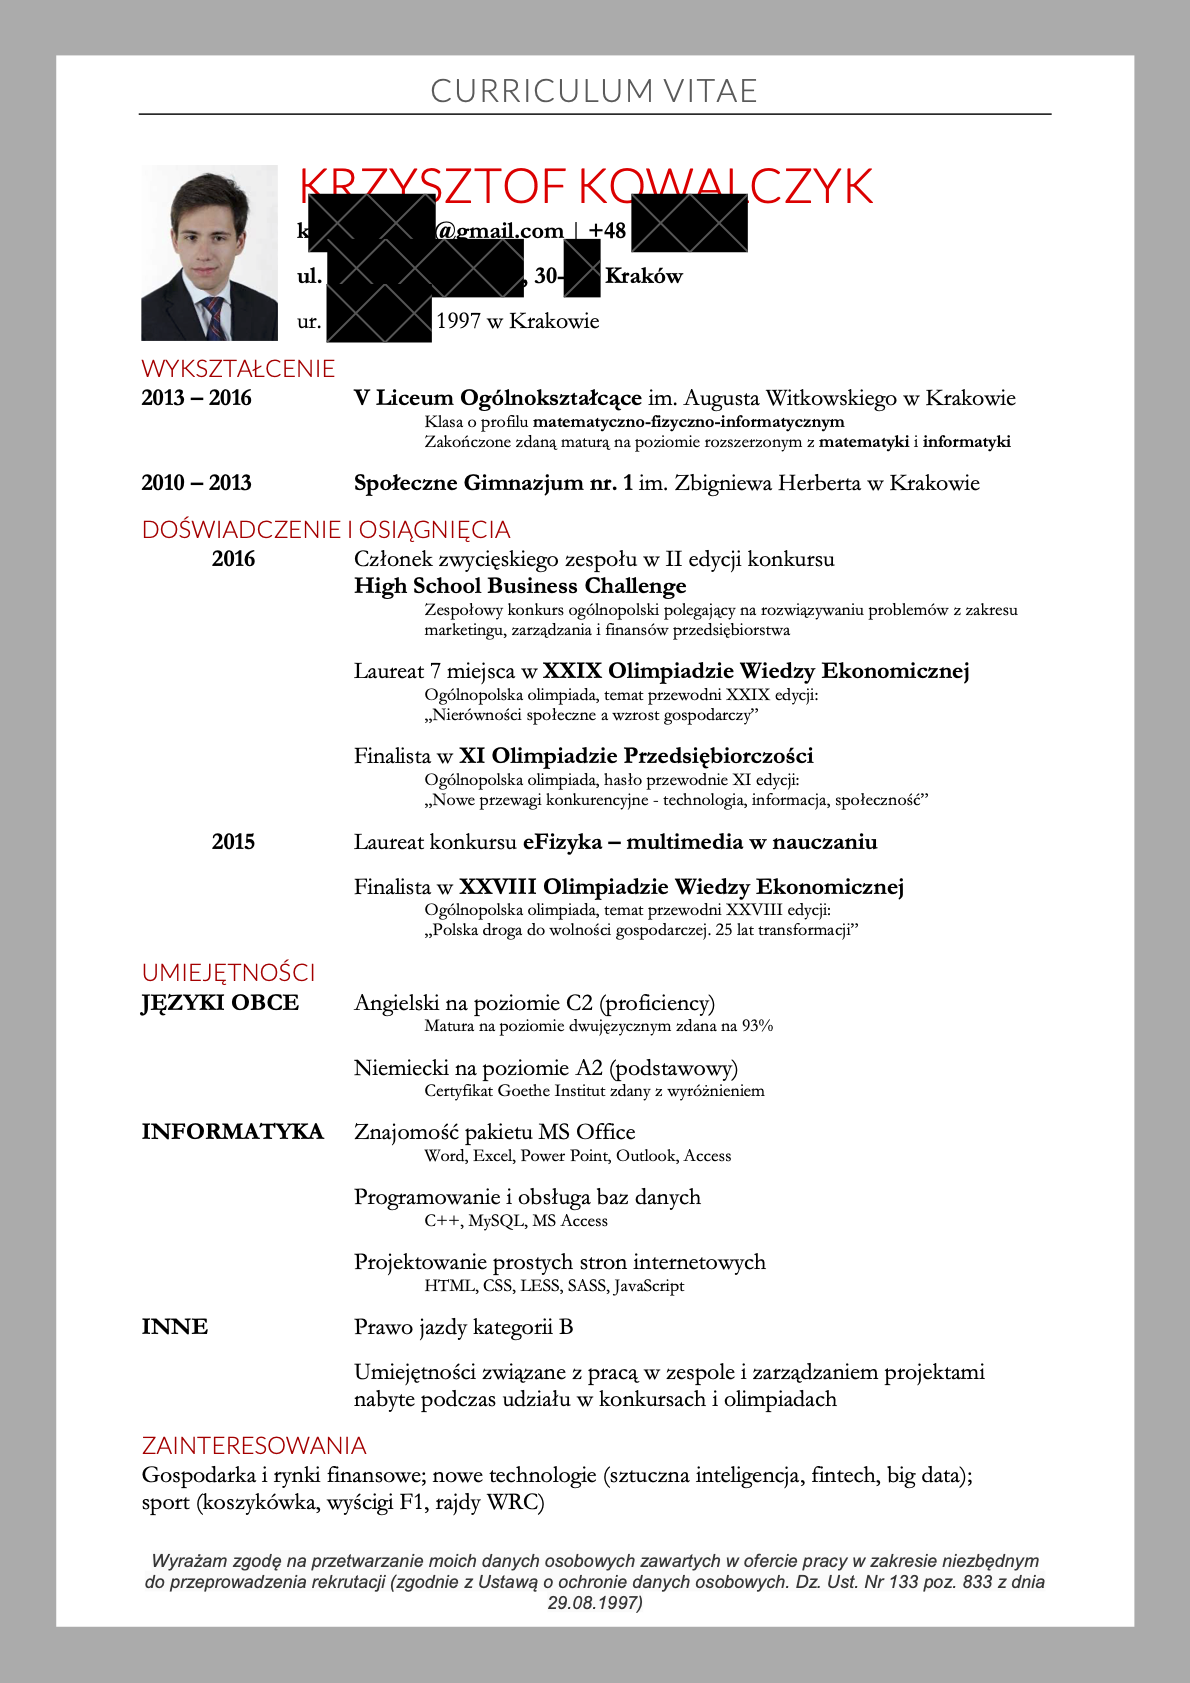 CURRICULUM VITAE
KRZYSZTOF KOWALCZYK
k @gmail.com | +48
ul. , 30- Kraków
ur. 1997 w Krakowie
WYKSZTAŁCENIE
2013 – 2016 V Liceum Ogólnokształcące im. Augusta Witkowskiego w Krakowie
Klasa o profilu matematyczno-fizyczno-informatycznym
Zakończone zdaną maturą na poziomie rozszerzonym z matematyki i informatyki
2010 – 2013 Społeczne Gimnazjum nr. 1 im. Zbigniewa Herberta w Krakowie
DOŚWIADCZENIE I OSIĄGNIĘCIA
2016 Członek zwycięskiego zespołu w II edycji konkursu
High School Business Challenge
Zespołowy konkurs ogólnopolski polegający na rozwiązywaniu problemów z zakresu
marketingu, zarządzania i finansów przedsiębiorstwa
Laureat 7 miejsca w XXIX Olimpiadzie Wiedzy Ekonomicznej
Ogólnopolska olimpiada, temat przewodni XXIX edycji:
„Nierówności społeczne a wzrost gospodarczy”
Finalista w XI Olimpiadzie Przedsiębiorczości
Ogólnopolska olimpiada, hasło przewodnie XI edycji:
„Nowe przewagi konkurencyjne - technologia, informacja, społeczność”
2015 Laureat konkursu eFizyka – multimedia w nauczaniu
Finalista w XXVIII Olimpiadzie Wiedzy Ekonomicznej
Ogólnopolska olimpiada, temat przewodni XXVIII edycji:
„Polska droga do wolności gospodarczej. 25 lat transformacji”
UMIEJĘTNOŚCI
JĘZYKI OBCE Angielski na poziomie C2 (proficiency)
Matura na poziomie dwujęzycznym zdana na 93%
Niemiecki na poziomie A2 (podstawowy)
Certyfikat Goethe Institut zdany z wyróżnieniem
INFORMATYKA Znajomość pakietu MS Office
Word, Excel, Power Point, Outlook, Access
Programowanie i obsługa baz danych
C++, MySQL, MS Access
Projektowanie prostych stron internetowych
HTML, CSS, LESS, SASS, JavaScript
INNE Prawo jazdy kategorii B
Umiejętności związane z pracą w zespole i zarządzaniem projektami
nabyte podczas udziału w konkursach i olimpiadach
ZAINTERESOWANIA
Gospodarka i rynki finansowe; nowe technologie (sztuczna inteligencja, fintech, big data);
sport (koszykówka, wyścigi F1, rajdy WRC)
Wyrażam zgodę na przetwarzanie moich danych osobowych zawartych w ofercie pracy w zakresie niezbędnym
do przeprowadzenia rekrutacji (zgodnie z Ustawą o ochronie danych osobowych. Dz. Ust. Nr 133 poz. 833 z dnia
29.08.1997)